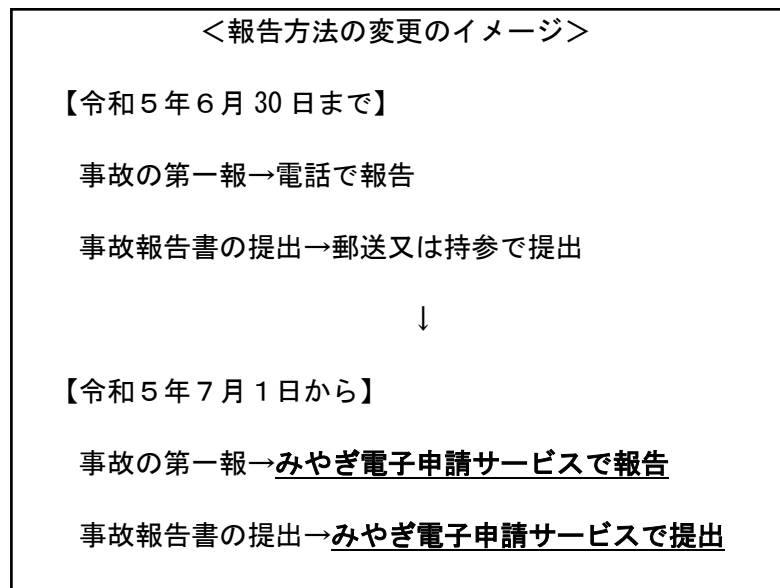 ＜報告方法の変更のイメージ＞
【令和５年６月 30 日まで】
事故の第一報→電話で報告
事故報告書の提出→郵送又は持参で提出
↓
【令和５年７月１日から】
事故の第一報→みやぎ電子申請サービスで報告
事故報告書の提出→みやぎ電子申請サービスで提出